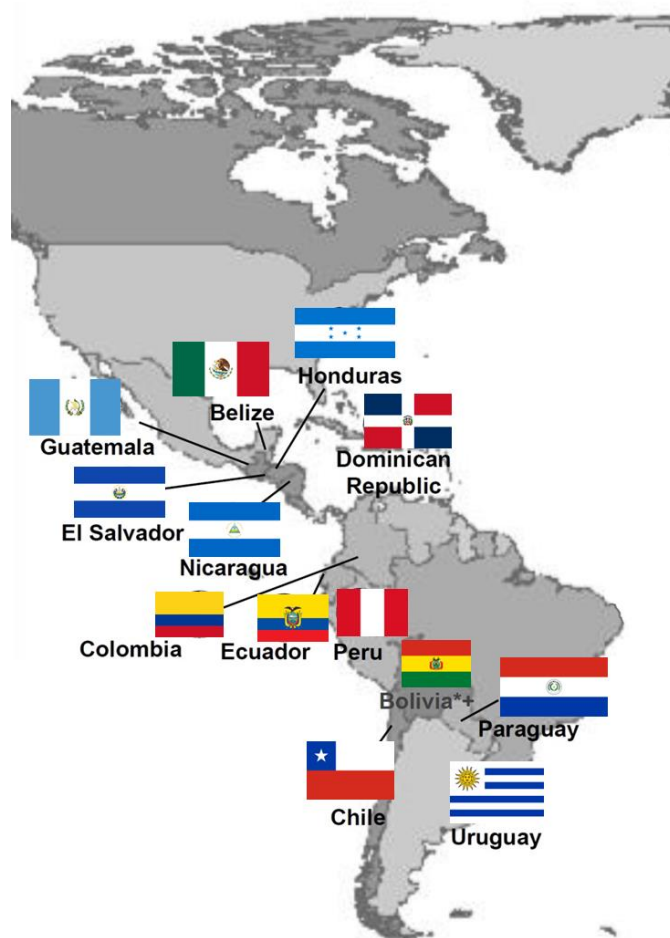 Honduras
Belize
Guatemala
Dominican
Republic
El Salvador
Nicaragua
Colombia
Ecuador
Peru
Bolivia*+
Paraguay
Chile
Uruguay